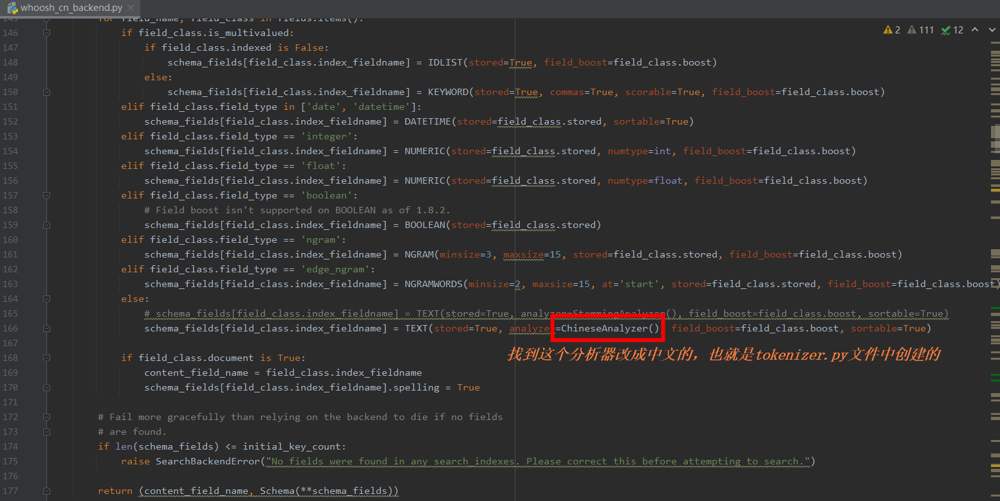 whoosh_cn_backend.py
2 111 12
145 for field_name, field_class in fields.items():
146 if field_class.is_multivalued:
147 if field_class.indexed is False:
148 schema_fields[field_class.index_fieldname] = IDLIST(stored=True, field_boost=field_class.boost)
149 else:
150 schema_fields[field_class.index_fieldname] = KEYWORD(stored=True, commas=True, scorable=True, field_boost=field_class.boost)
151 elif field_class.field_type in ['date', 'datetime']:
152 schema_fields[field_class.index_fieldname] = DATETIME(stored=field_class.stored, sortable=True)
153 elif field_class.field_type == 'integer':
154 schema_fields[field_class.index_fieldname] = NUMERIC(stored=field_class.stored, numtype=int, field_boost=field_class.boost)
155 elif field_class.field_type == 'float':
156 schema_fields[field_class.index_fieldname] = NUMERIC(stored=field_class.stored, numtype=float, field_boost=field_class.boost)
157 elif field_class.field_type == 'boolean':
158 # Field boost isn't supported on BOOLEAN as of 1.8.2.
159 schema_fields[field_class.index_fieldname] = BOOLEAN(stored=field_class.stored)
160 elif field_class.field_type == 'ngram':
161 schema_fields[field_class.index_fieldname] = NGRAM(minsize=3, maxsize=15, stored=field_class.stored, field_boost=field_class.boost)
162 elif field_class.field_type == 'edge_ngram':
163 schema_fields[field_class.index_fieldname] = NGRAMWORDS(minsize=2, maxsize=15, at='start', stored=field_class.stored, field_boost=field_class.boost)
164 else:
165 # schema_fields[field_class.index_fieldname] = TEXT(stored=True, analyzer=StemmingAnalyzer(), field_boost=field_class.boost, sortable=True)
166 schema_fields[field_class.index_fieldname] = TEXT(stored=True, analyzer=ChineseAnalyzer() field_boost=field_class.boost, sortable=True)
167 找到这个分析器改成中文的，也就是tokenizer.py文件中创建的
168 if field_class.document is True:
169 content_field_name = field_class.index_fieldname
170 schema_fields[field_class.index_fieldname].spelling = True
171
172 # Fail more gracefully than relying on the backend to die if no fields
173 # are found.
174 if len(schema_fields) <= initial_key_count:
175 raise SearchBackendError("No fields were found in any search_indexes. Please correct this before attempting to search.")
176
177 return (content_field_name, Schema(**schema_fields))